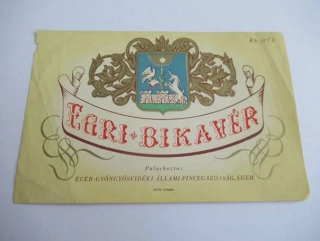 EGRI-BIKAVÉR
Palackozta:
EGER-GYÖNGYÖSVIDÉKI ÁLLAMI PINCEGAZDASÁG, EGER